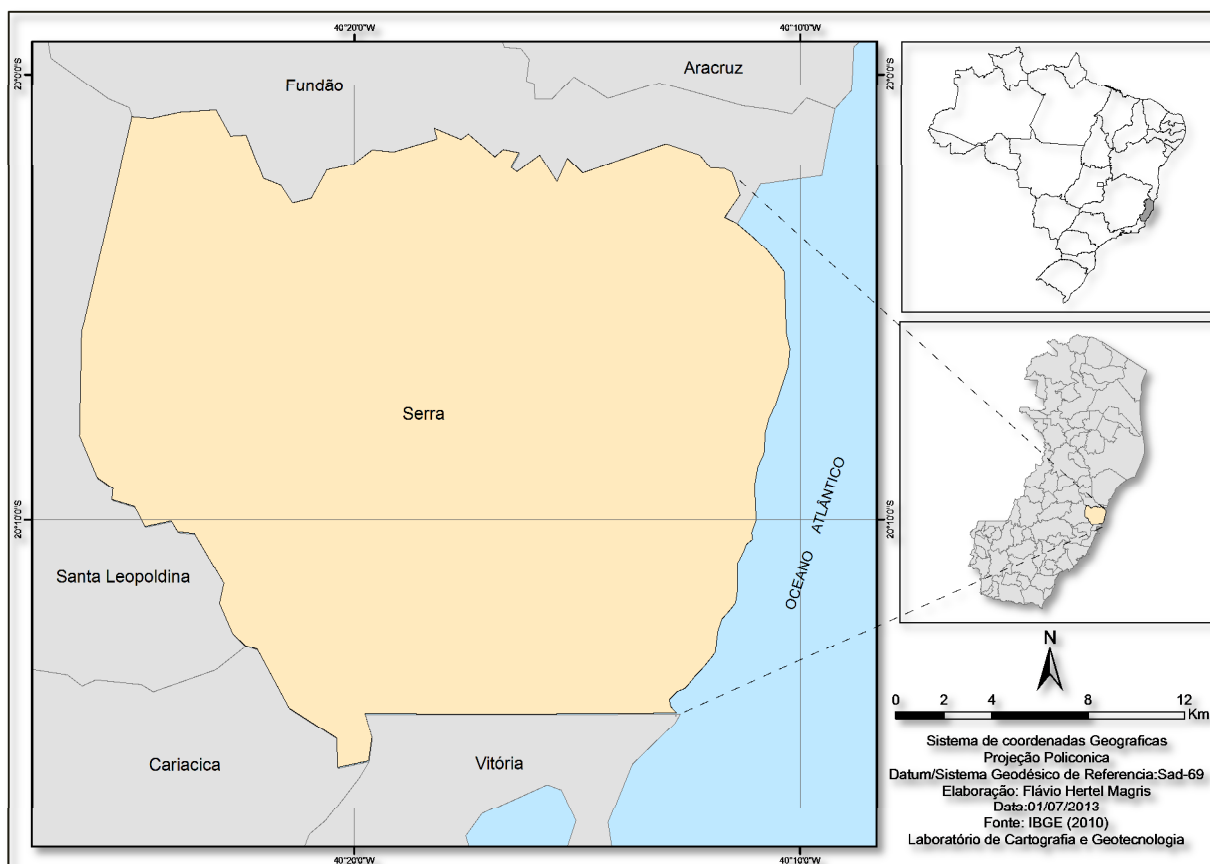 40°20'0"W
40°10'0"W
21°0'0"S
21°0'0"S
Aracruz
Fundão
Serra
OCEANO ATLÂNTICO
20°10'0"S
20°10'0"S
Santa Leopoldina
Cariacica
Vitória
40°20'0"W
40°10'0"W
N
0 2 4 8 12
Km
Sistema de coordenadas Geograficas
Projeção Policonica
Datum/Sistema Geodésico de Referencia:Sad-69
Elaboração: Flávio Hertel Magris
Data:01/07/2013
Fonte: IBGE (2010)
Laboratório de Cartografia e Geotecnologia